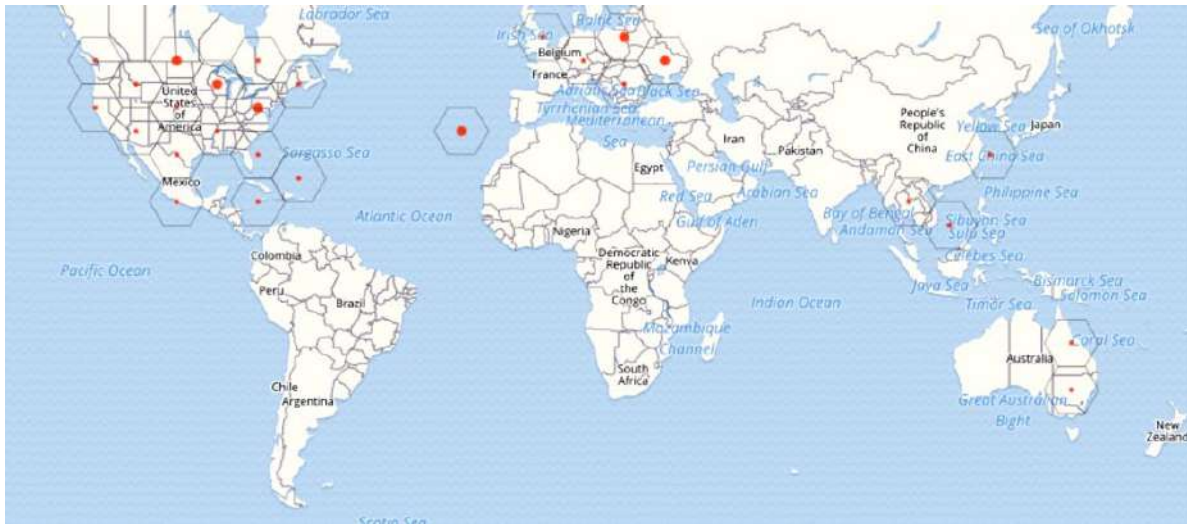 Labrador Sea
Baltic Sea
Sea of Okhotsk
Irish Sea
Belgium
France
United
States
of
America
Adriatic Sea
Black Sea
Tyrrhenian Sea
Mediterranean
Sea
People's
Republic
of
China
Yellow Sea
Japan
Iran
Pakistan
East China Sea
Sargasso Sea
Egypt
Persian Gulf
Mexico
Red Sea
Arabian Sea
Philippine Sea
Atlantic Ocean
Gulf of Aden
Bay of Bengal
Andaman Sea
Sibuyan Sea
Sulu Sea
Nigeria
Colombia
Democratic
Republic
of
the
Congo
Kenya
Celebes Sea
Pacific Ocean
Peru
Brazil
Indian Ocean
Java Sea
Bismarck Sea
Solomon Sea
Timor Sea
Mozambique
Channel
Coral Sea
Australia
South
Africa
Chile
Argentina
Great Australian
Bight
New
Zealand
Scotia Sea